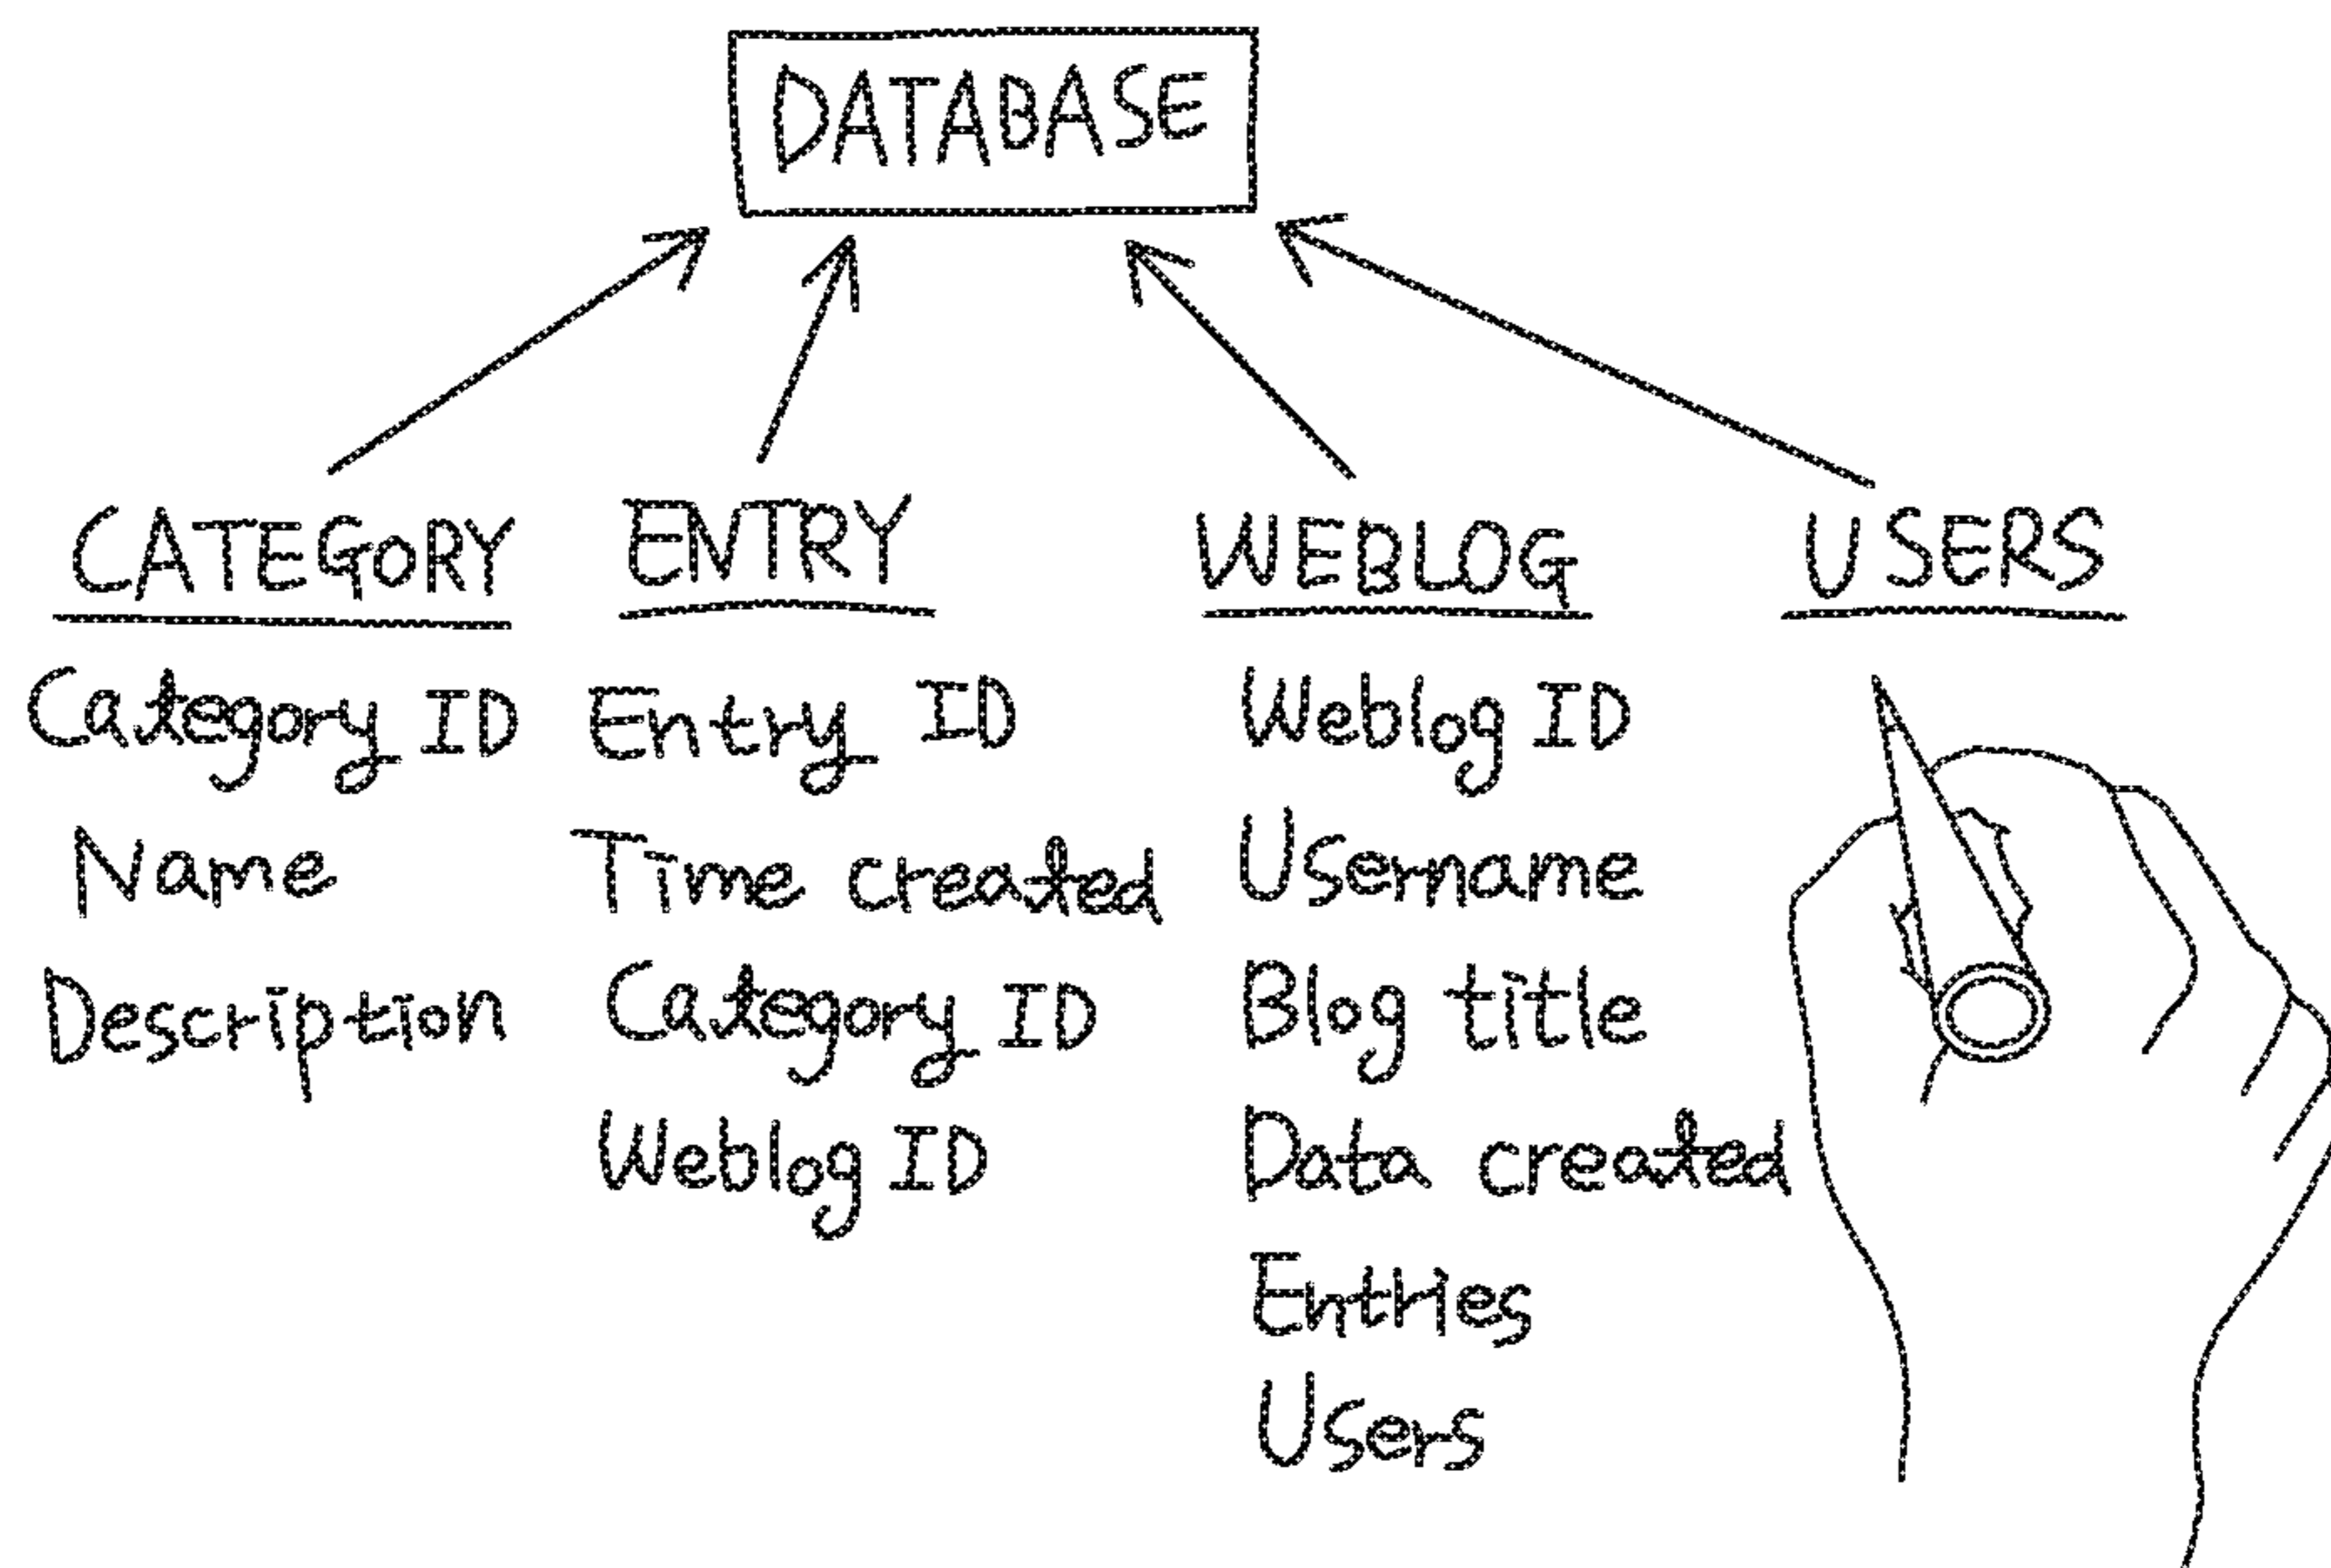 DATABASE
CATEGORY
Category ID
Name
Description
ENTRY
Entry ID
Time created
Category ID
Weblog ID
WEBLOG
Weblog ID
Username
Blog title
Data created
Entries
Users
USERS